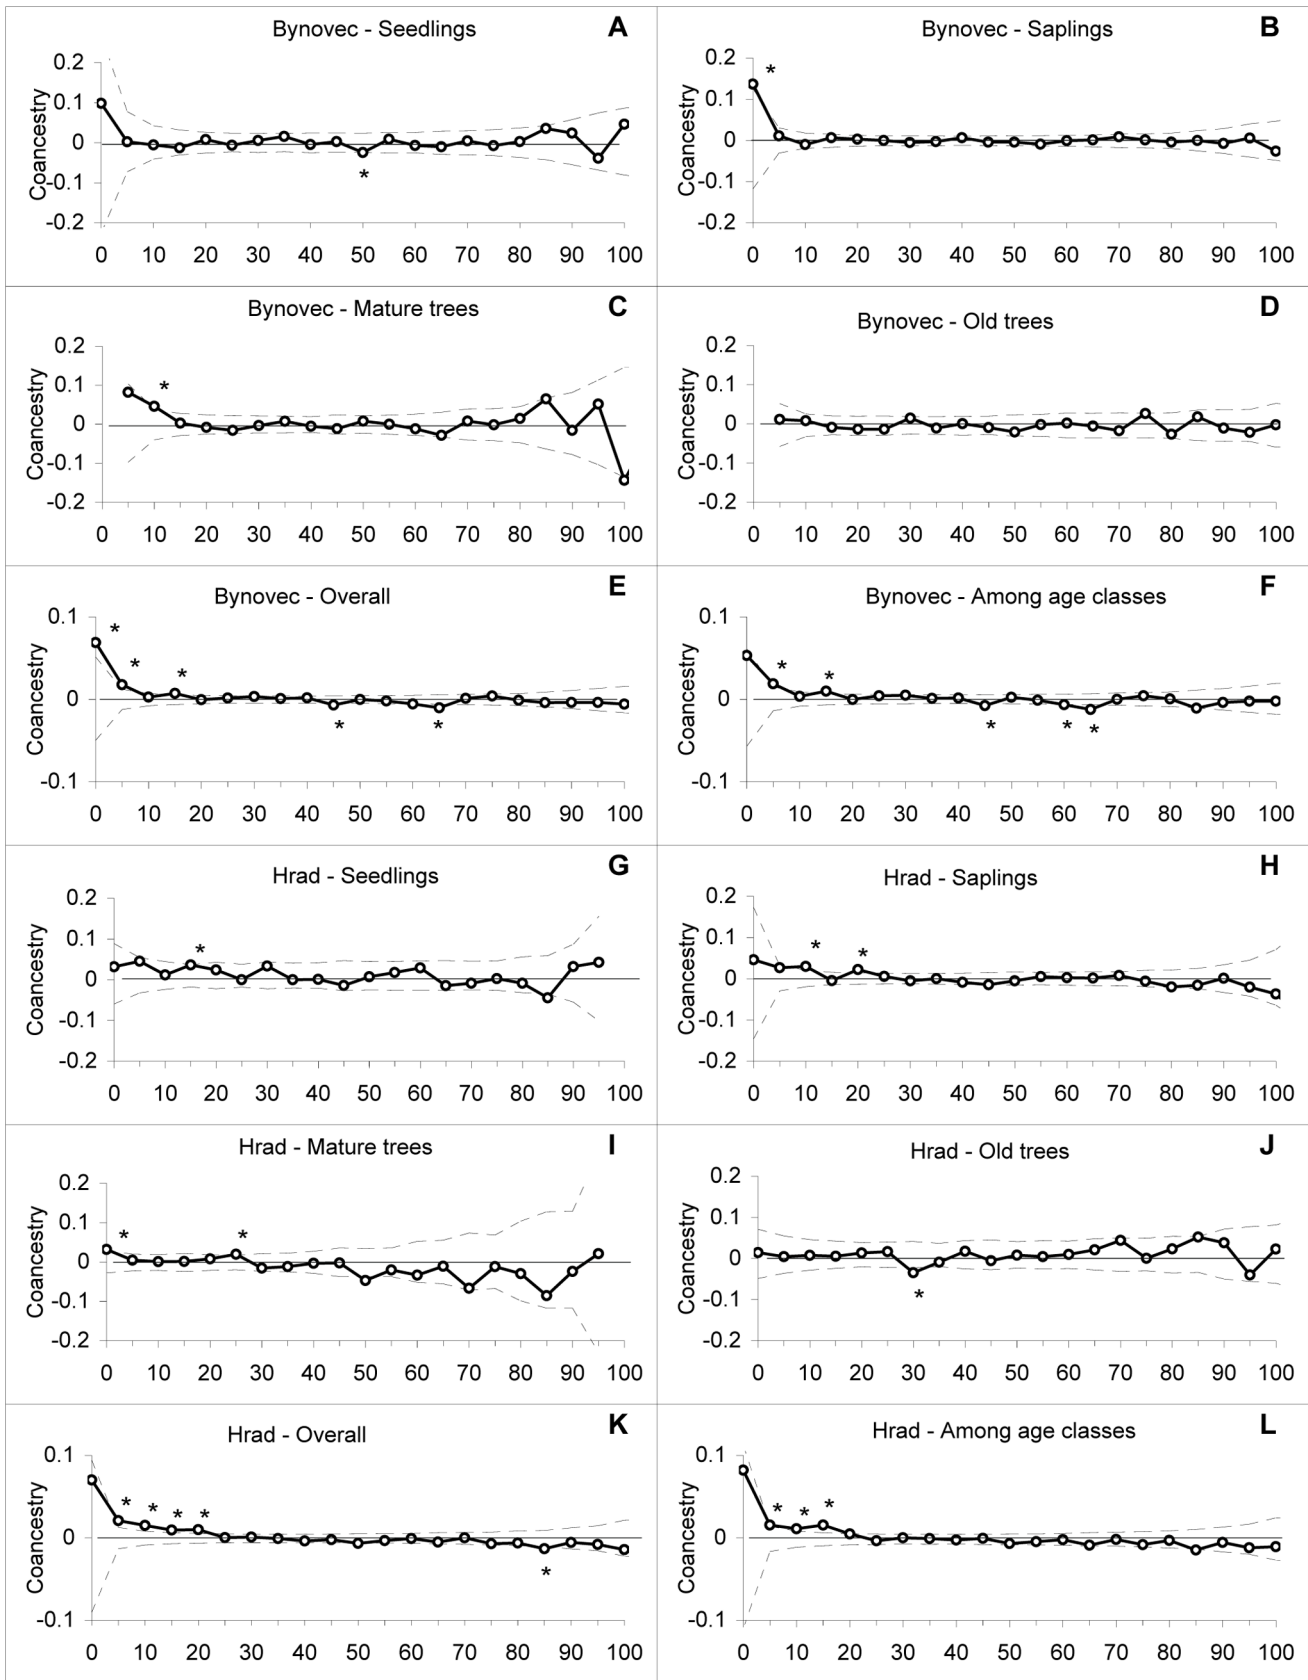 Bynovec - Seedlings
A
Coancestry
0.2
0.1
0
-0.1
-0.2
*
0 10 20 30 40 50 60 70 80 90 100
Bynovec - Saplings
B
Coancestry
0.2
0.1
0
-0.1
-0.2
*
0 10 20 30 40 50 60 70 80 90 100
Bynovec - Mature trees
C
Coancestry
0.2
0.1
0
-0.1
-0.2
*
0 10 20 30 40 50 60 70 80 90 100
Bynovec - Old trees
D
Coancestry
0.2
0.1
0
-0.1
-0.2
0 10 20 30 40 50 60 70 80 90 100
Bynovec - Overall
E
Coancestry
0.1
0
-0.1
* * * * *
0 10 20 30 40 50 60 70 80 90 100
Bynovec - Among age classes
F
Coancestry
0.1
0
-0.1
* * * * *
0 10 20 30 40 50 60 70 80 90 100
Hrad - Seedlings
G
Coancestry
0.2
0.1
0
-0.1
-0.2
*
0 10 20 30 40 50 60 70 80 90 100
Hrad - Saplings
H
Coancestry
0.2
0.1
0
-0.1
-0.2
* *
0 10 20 30 40 50 60 70 80 90 100
Hrad - Mature trees
I
Coancestry
0.2
0.1
0
-0.1
-0.2
* *
0 10 20 30 40 50 60 70 80 90 100
Hrad - Old trees
J
Coancestry
0.2
0.1
0
-0.1
-0.2
*
0 10 20 30 40 50 60 70 80 90 100
Hrad - Overall
K
Coancestry
0.1
0
-0.1
* * * * *
0 10 20 30 40 50 60 70 80 90 100
Hrad - Among age classes
L
Coancestry
0.1
0
-0.1
* * *
0 10 20 30 40 50 60 70 80 90 100